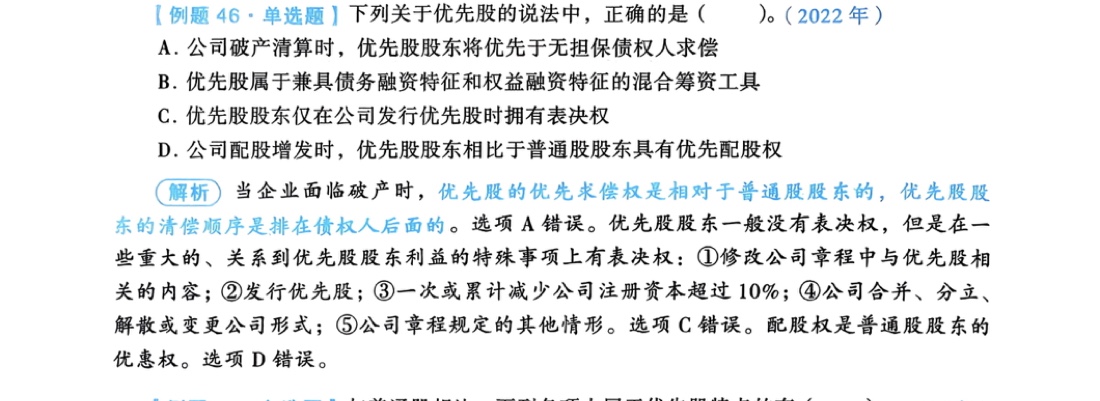 【例题 46·单选题】下列关于优先股的说法中，正确的是（　　）。（2022 年）
A. 公司破产清算时，优先股股东将优先于无担保债权人求偿
B. 优先股属于兼具债务融资特征和权益融资特征的混合筹资工具
C. 优先股股东仅在公司发行优先股时拥有表决权
D. 公司配股增发时，优先股股东相比于普通股股东具有优先配股权
解析 当企业面临破产时，优先股的优先求偿权是相对于普通股股东的，优先股股
东的清偿顺序是排在债权人后面的。选项 A 错误。优先股股东一般没有表决权，但是在一
些重大的、关系到优先股股东利益的特殊事项上有表决权：①修改公司章程中与优先股相
关的内容；②发行优先股；③一次或累计减少公司注册资本超过 10%；④公司合并、分立、
解散或变更公司形式；⑤公司章程规定的其他情形。选项 C 错误。配股权是普通股股东的
优惠权。选项 D 错误。